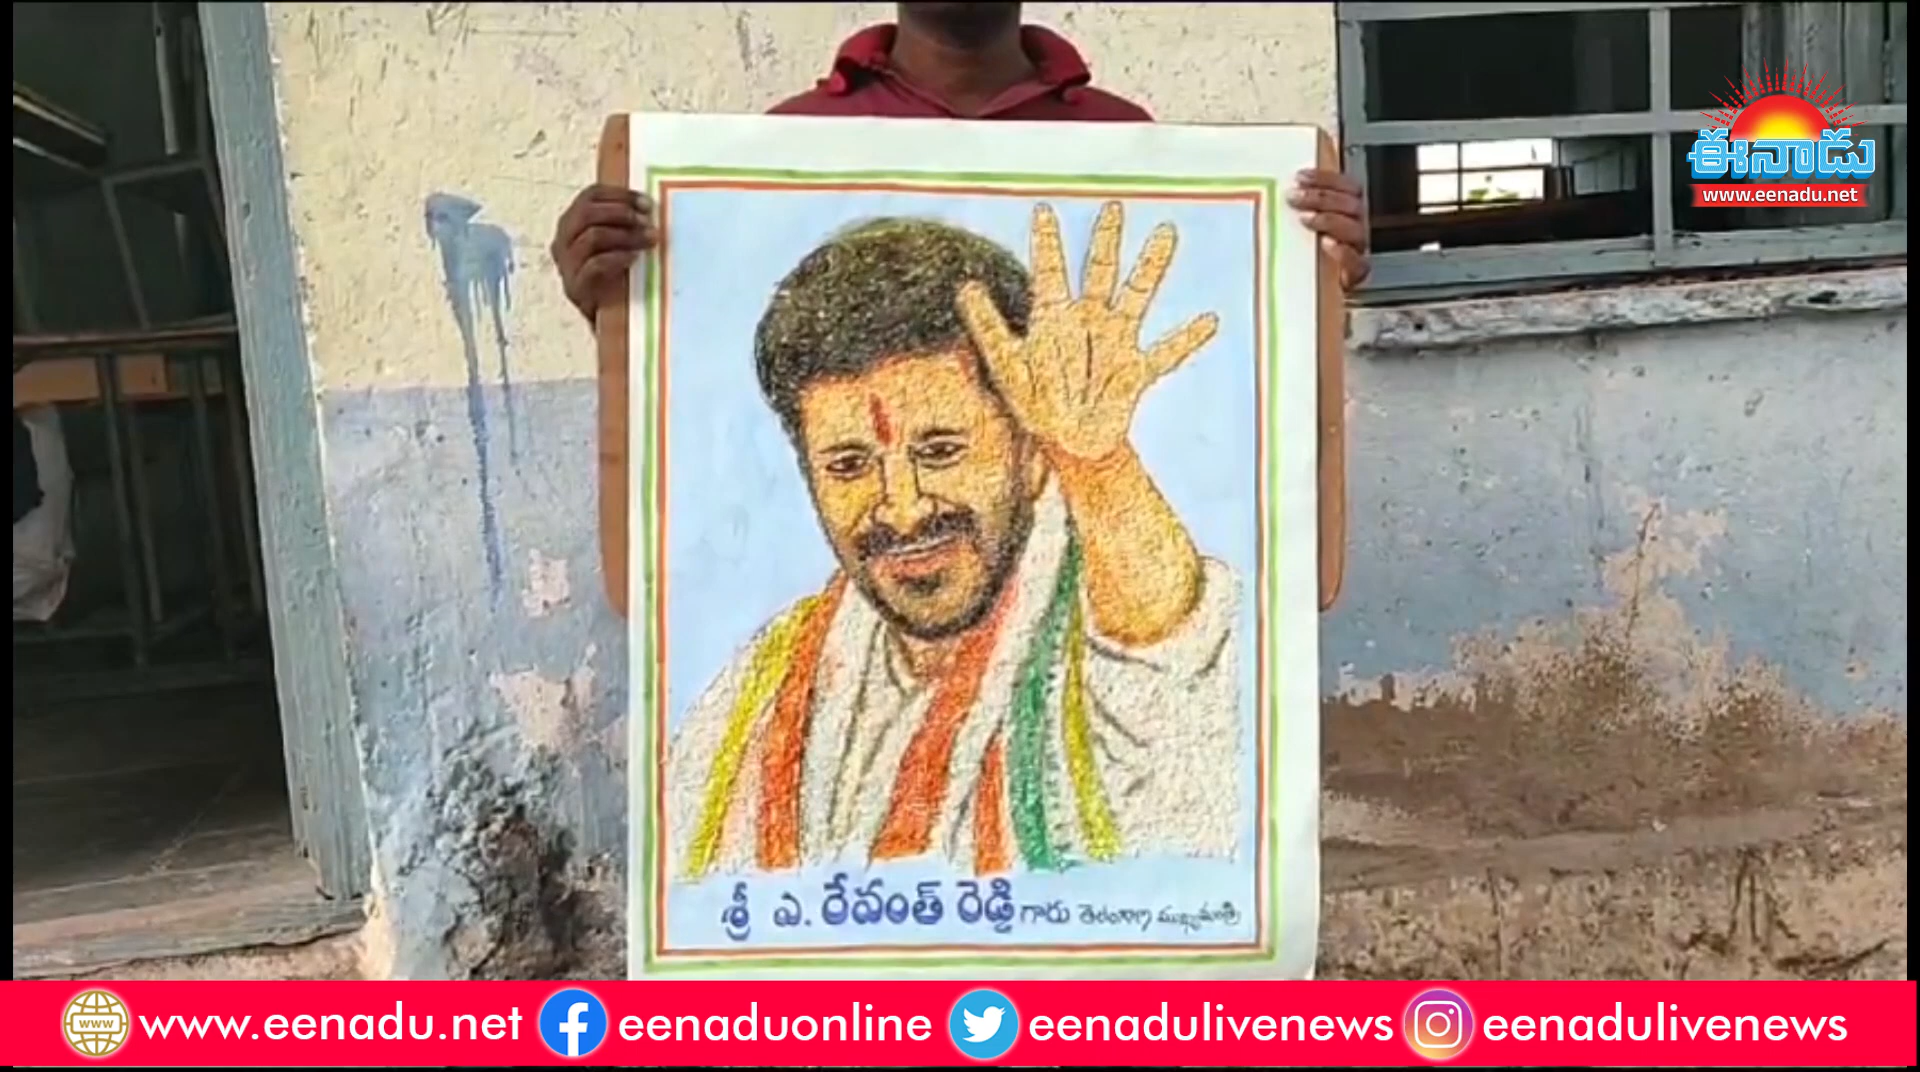 ఈనాడు
www.eenadu.net
శ్రీ ఎ. రేవంత్ రెడ్డి గారు తెలంగాణ ముఖ్యమంత్రి
www.eenadu.net eenaduonline eenadulivenews eenadulivenews